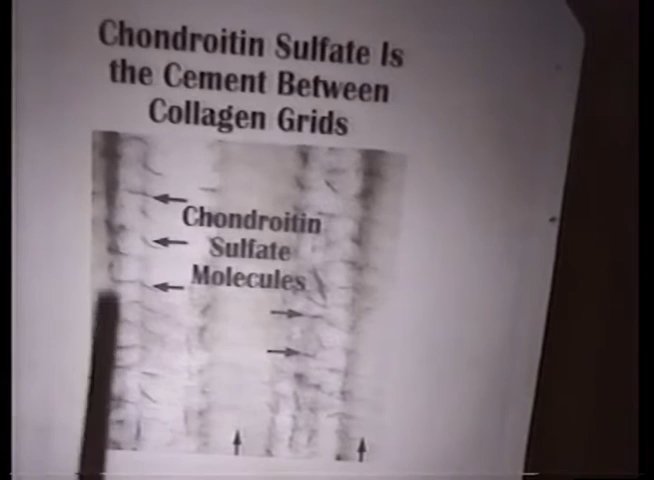 Chondroitin Sulfate Is
the Cement Between
Collagen Grids
Chondroitin
Sulfate
Molecules